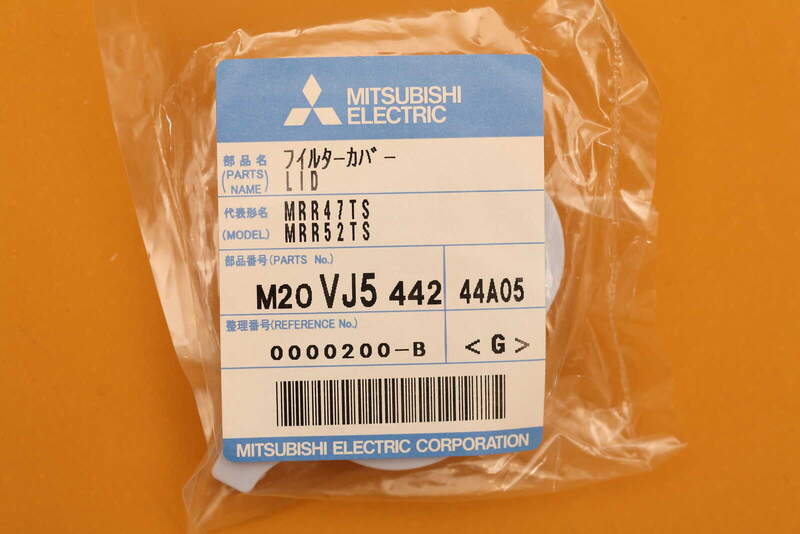 MITSUBISHI
ELECTRIC
部品名 フイルターカバー
(PARTS NAME) LID
代表形名 MRR47TS
(MODEL) MRR52TS
部品番号(PARTS No.)
M20 VJ5 442 44A05
整理番号(REFERENCE No.)
0000200-B <G>
MITSUBISHI ELECTRIC CORPORATION